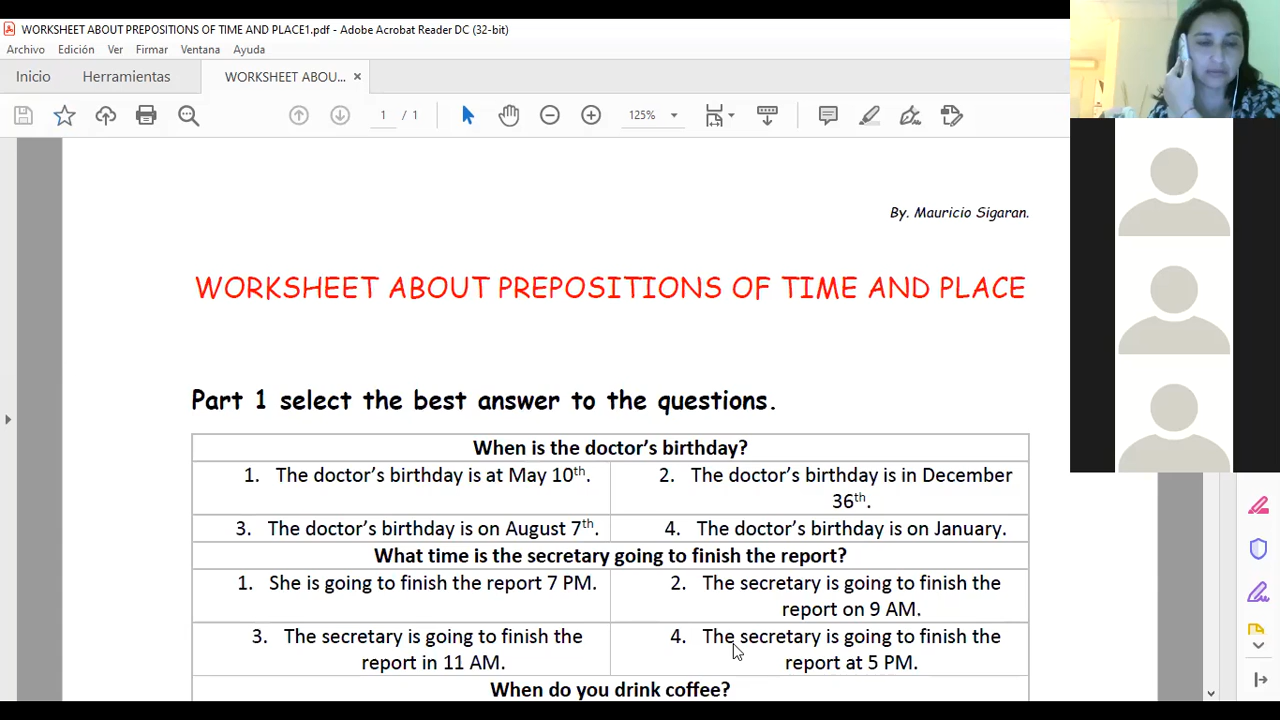 WORKSHEET ABOUT PREPOSITIONS OF TIME AND PLACE1.pdf - Adobe Acrobat Reader DC (32-bit)
Archivo Edición Ver Firmar Ventana Ayuda
Inicio Herramientas WORKSHEET ABOU... ×
1 / 1 125%
By. Mauricio Sigaran.
WORKSHEET ABOUT PREPOSITIONS OF TIME AND PLACE
Part 1 select the best answer to the questions.
When is the doctor's birthday?
1. The doctor's birthday is at May 10th.
2. The doctor's birthday is in December
36th.
3. The doctor's birthday is on August 7th.
4. The doctor's birthday is on January.
What time is the secretary going to finish the report?
1. She is going to finish the report 7 PM.
2. The secretary is going to finish the
report on 9 AM.
3. The secretary is going to finish the
report in 11 AM.
4. The secretary is going to finish the
report at 5 PM.
When do you drink coffee?